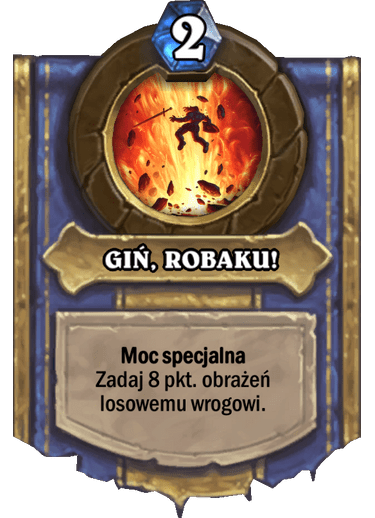 2
GIŃ, ROBAKU!
Moc specjalna
Zadaj 8 pkt. obrażeń
losowemu wrogowi.